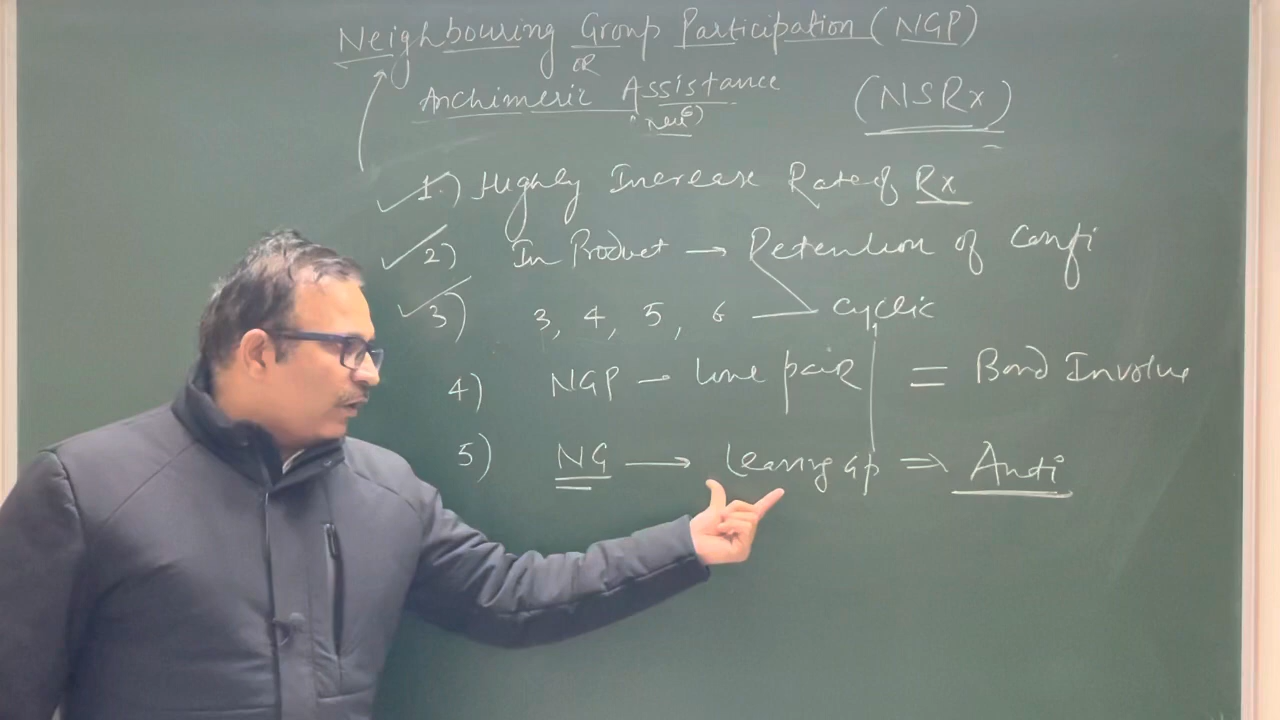 Neighbouring Group Participation (NGP)
OR
Anchimeric Assistance
(NSRx)
1.) Highly Increase Rate of Rx
2) In Product → Retention of Confi
3) 3, 4, 5, 6 — cyclic
4) NGP - lone pair = Bond Involve
5) NG → Leaving gp ⇒ Anti